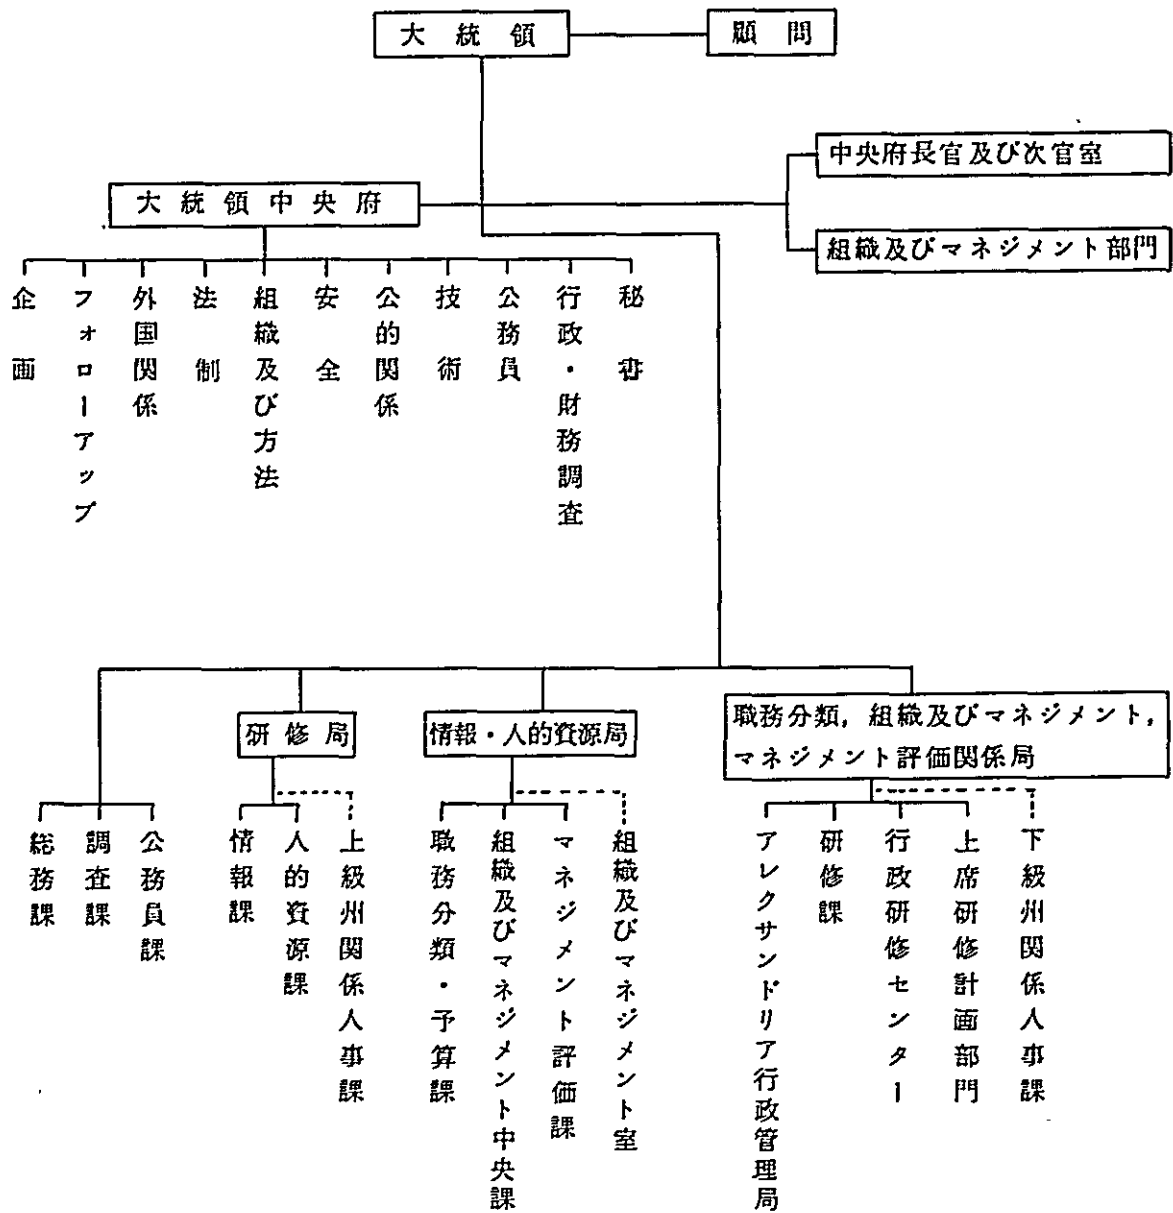 大統領
顧問
中央府長官及び次官室
大統領中央府
組織及びマネジメント部門
企画
フォローアップ
外国関係
法制
組織及び方法
安全
公的関係
技術
公務員
行政・財務調査
秘書
研修局
情報・人的資源局
職務分類,組織及びマネジメント,
マネジメント評価関係局
総務課
調査課
公務員課
情報課
人的資源課
上級州関係人事課
職務分類・予算課
組織及びマネジメント中央課
マネジメント評価課
組織及びマネジメント室
アレクサンドリア行政管理局
研修課
行政研修センター
上席研修計画部門
下級州関係人事課